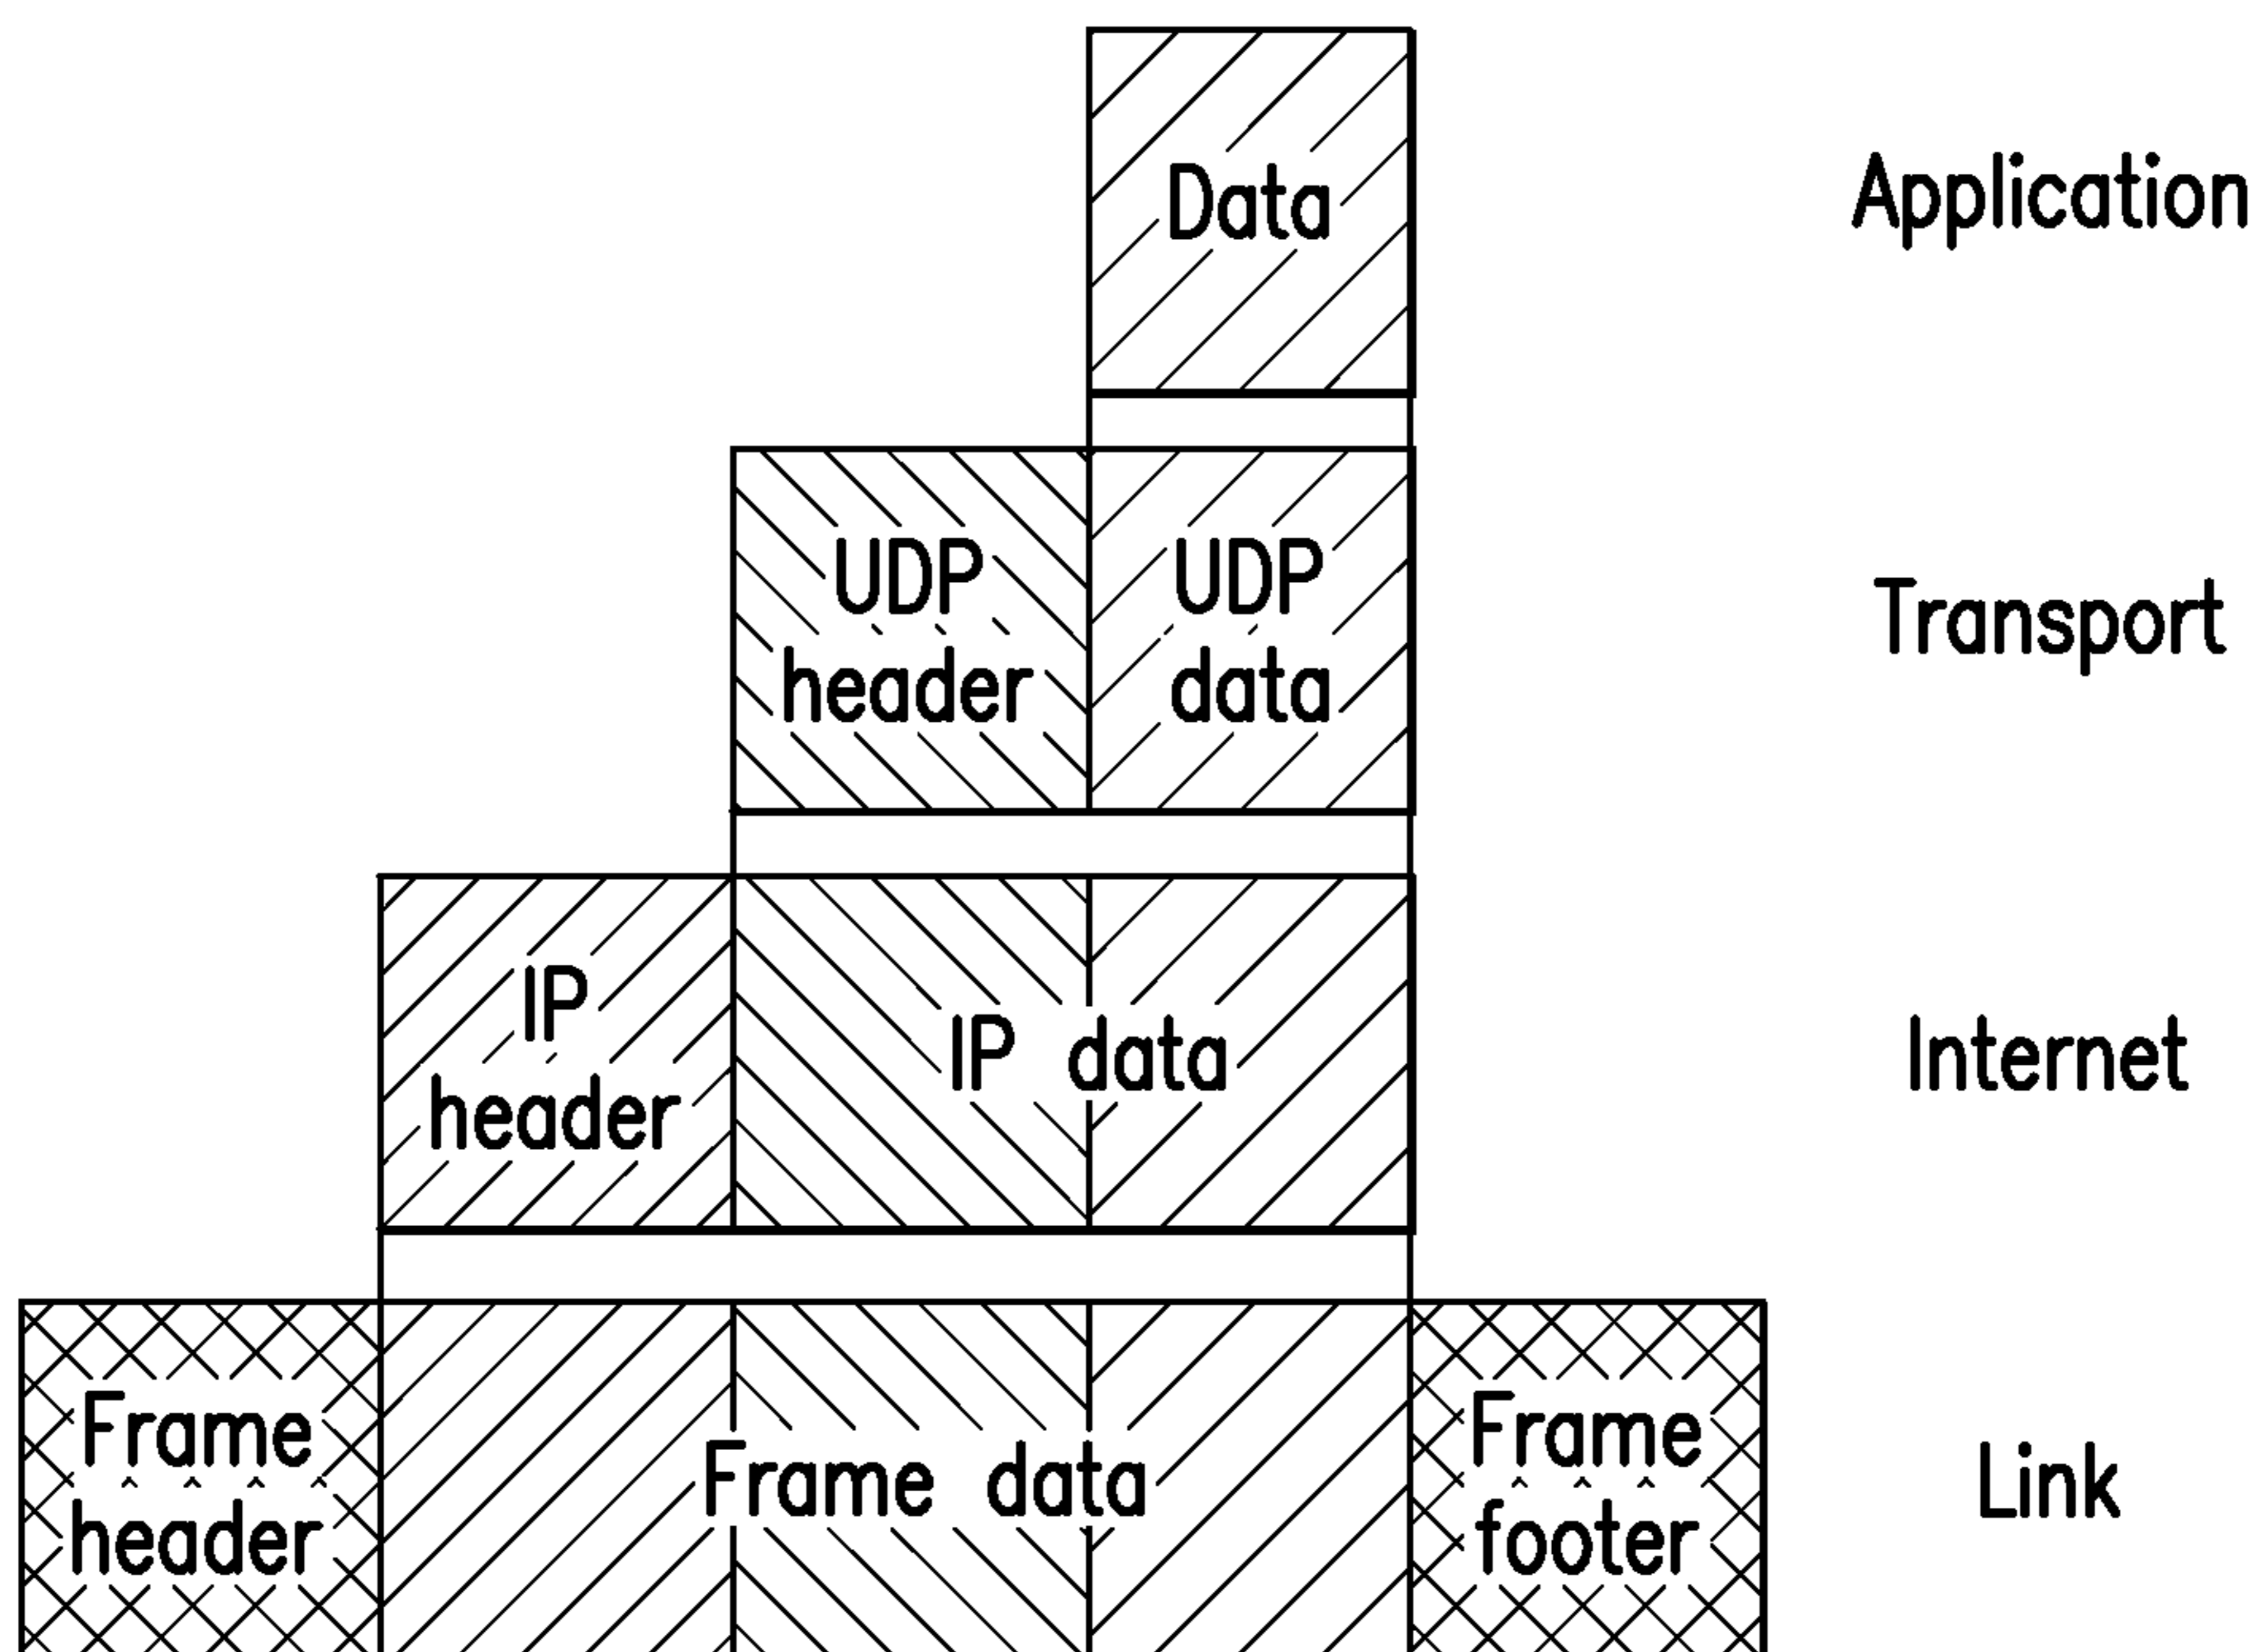 Data
Application
UDP
header
UDP
data
Transport
IP
header
IP data
Internet
Frame
header
Frame data
Frame
footer
Link